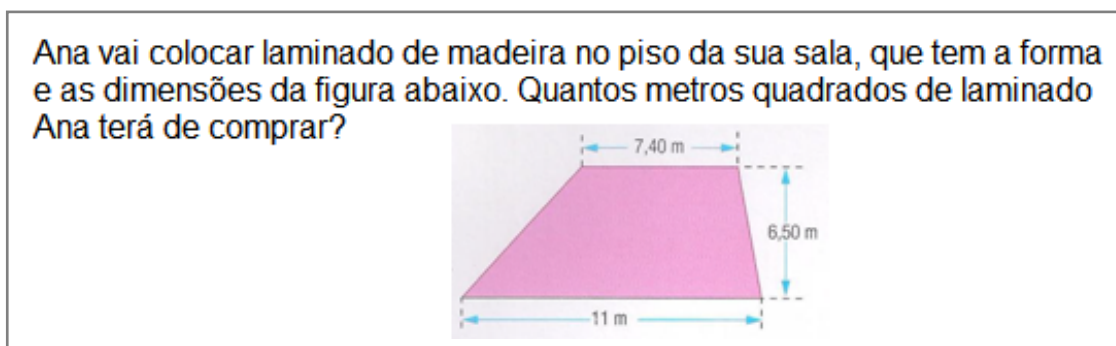 Ana vai colocar laminado de madeira no piso da sua sala, que tem a forma
e as dimensões da figura abaixo. Quantos metros quadrados de laminado
Ana terá de comprar?
7,40 m
6,50 m
11 m